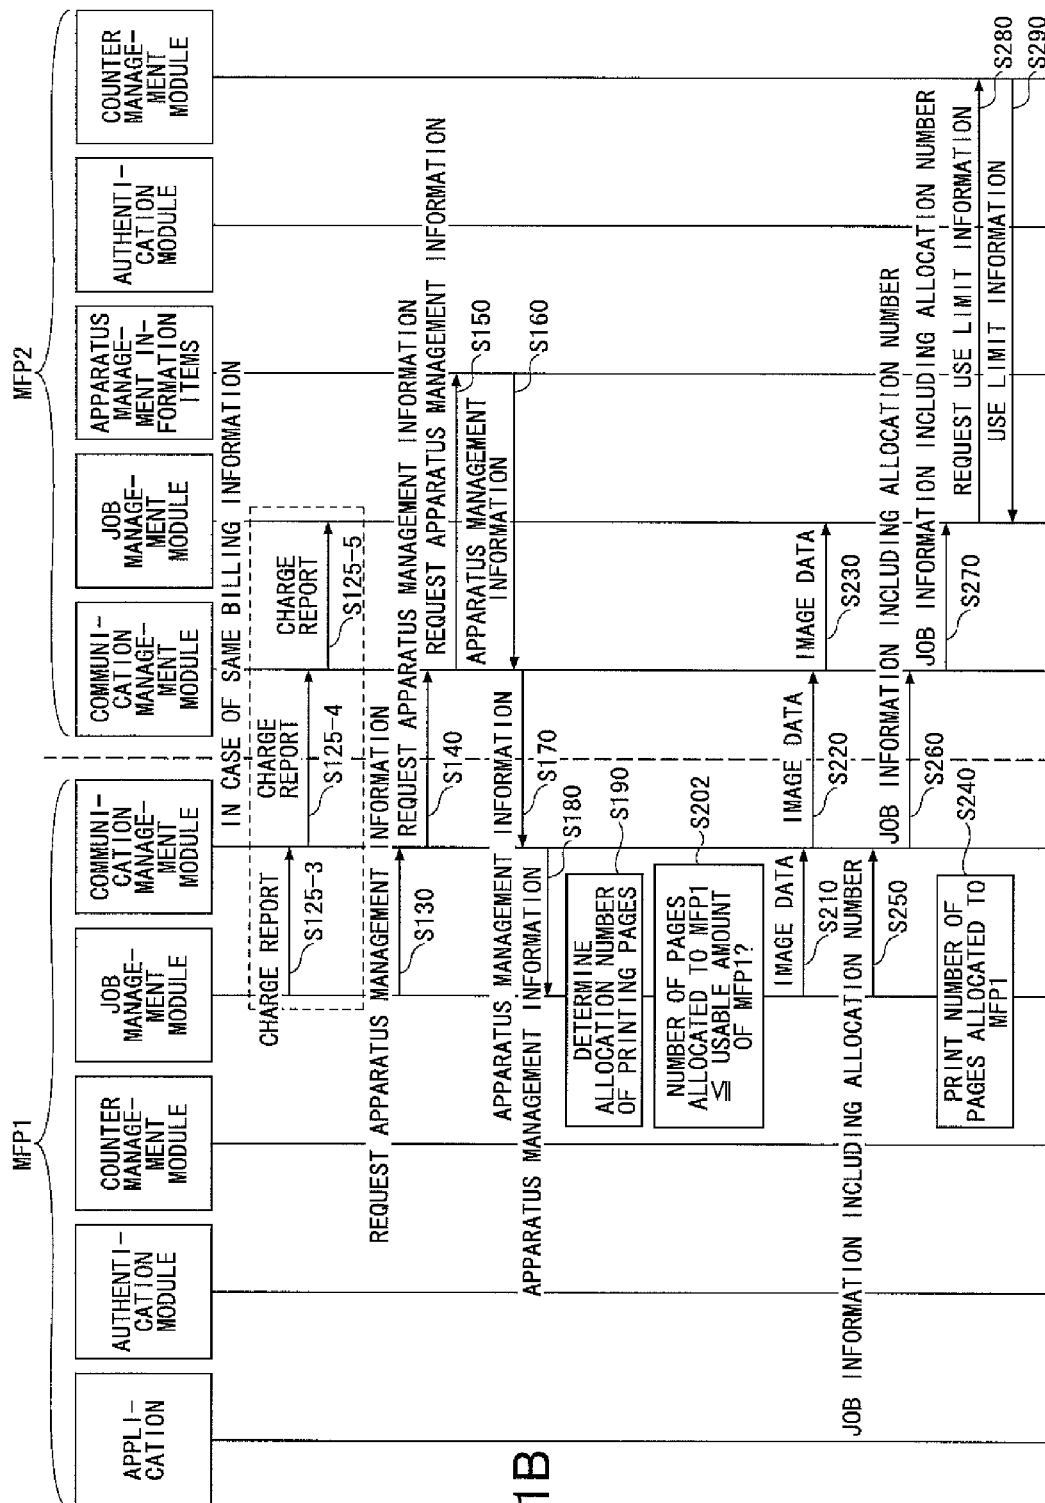 MFP1
MFP2
APPLI-
CATION
AUTHENTI-
CATION
MODULE
COUNTER
MANAGE-
MENT
MODULE
JOB
MANAGE-
MENT
MODULE
COMMUNI-
CATION
MANAGE-
MENT
MODULE
COMMUNI-
CATION
MANAGE-
MENT
MODULE
JOB
MANAGE-
MENT
MODULE
APPARATUS
MANAGE-
MENT IN-
FORMATION
ITEMS
AUTHENTI-
CATION
MODULE
COUNTER
MANAGE-
MENT
MODULE
IN CASE OF SAME BILLING INFORMATION
CHARGE REPORT
S125-3
CHARGE
REPORT
S125-4
CHARGE
REPORT
S125-5
REQUEST APPARATUS MANAGEMENT INFORMATION
S130
REQUEST APPARATUS MANAGEMENT INFORMATION
S140
REQUEST APPARATUS MANAGEMENT INFORMATION
S150
APPARATUS MANAGEMENT
INFORMATION
S160
APPARATUS MANAGEMENT INFORMATION
S170
APPARATUS MANAGEMENT INFORMATION
S180
DETERMINE
ALLOCATION NUMBER
OF PRINTING PAGES
S190
NUMBER OF PAGES
ALLOCATED TO MFP1
≦ USABLE AMOUNT
OF MFP1?
S202
IMAGE DATA
S210
IMAGE DATA
S220
IMAGE DATA
S230
JOB INFORMATION INCLUDING ALLOCATION NUMBER
S250
JOB INFORMATION INCLUDING ALLOCATION NUMBER
S260
JOB INFORMATION INCLUDING ALLOCATION NUMBER
S270
PRINT NUMBER OF
PAGES ALLOCATED TO
MFP1
S240
REQUEST USE LIMIT INFORMATION
S280
USE LIMIT INFORMATION
S290
1B